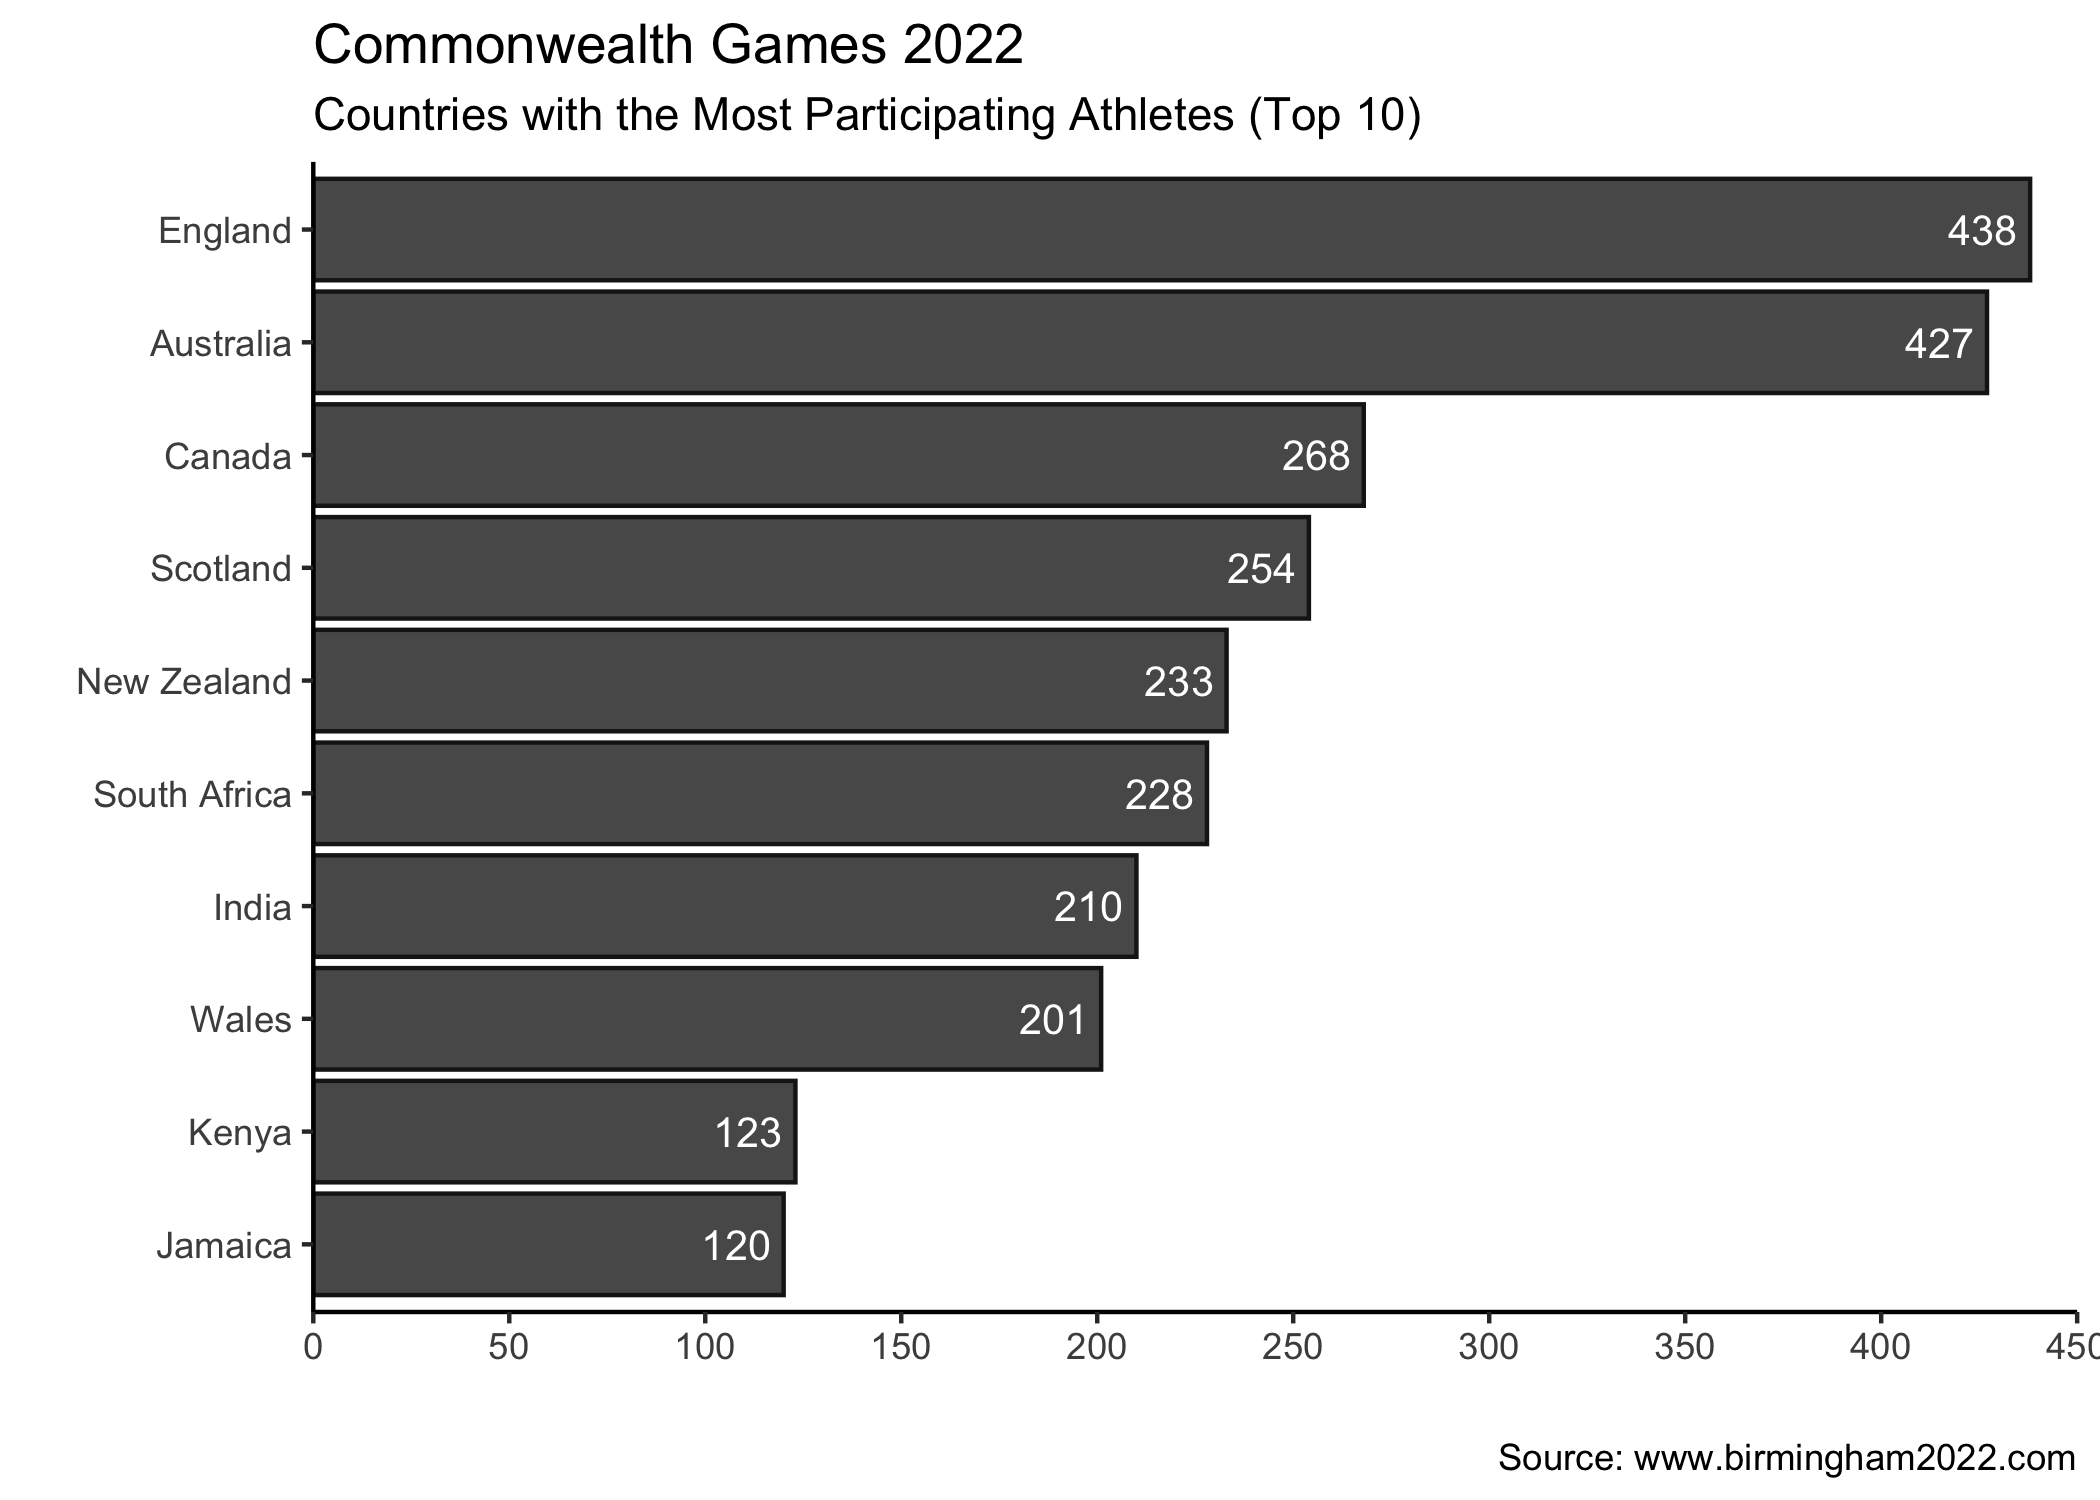 Commonwealth Games 2022
Countries with the Most Participating Athletes (Top 10)
England 438
Australia 427
Canada 268
Scotland 254
New Zealand 233
South Africa 228
India 210
Wales 201
Kenya 123
Jamaica 120
0 50 100 150 200 250 300 350 400 450
Source: www.birmingham2022.com